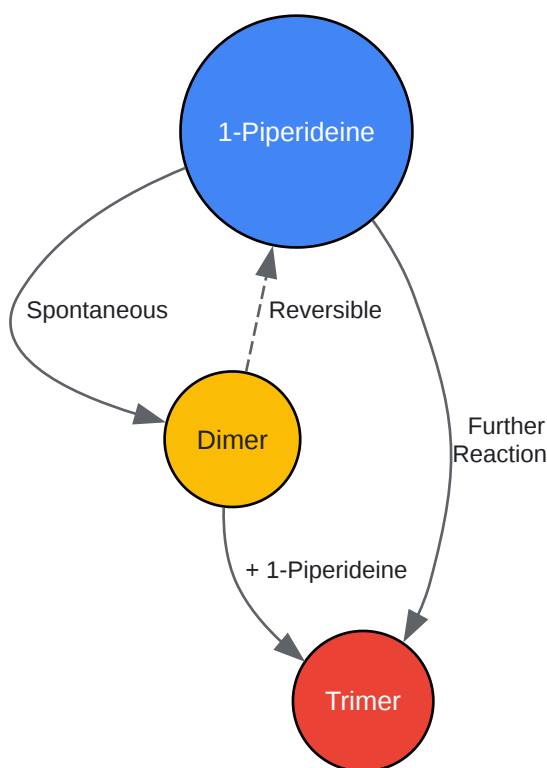 1-Piperideine
Spontaneous
Reversible
Dimer
Further
Reaction
+ 1-Piperideine
Trimer